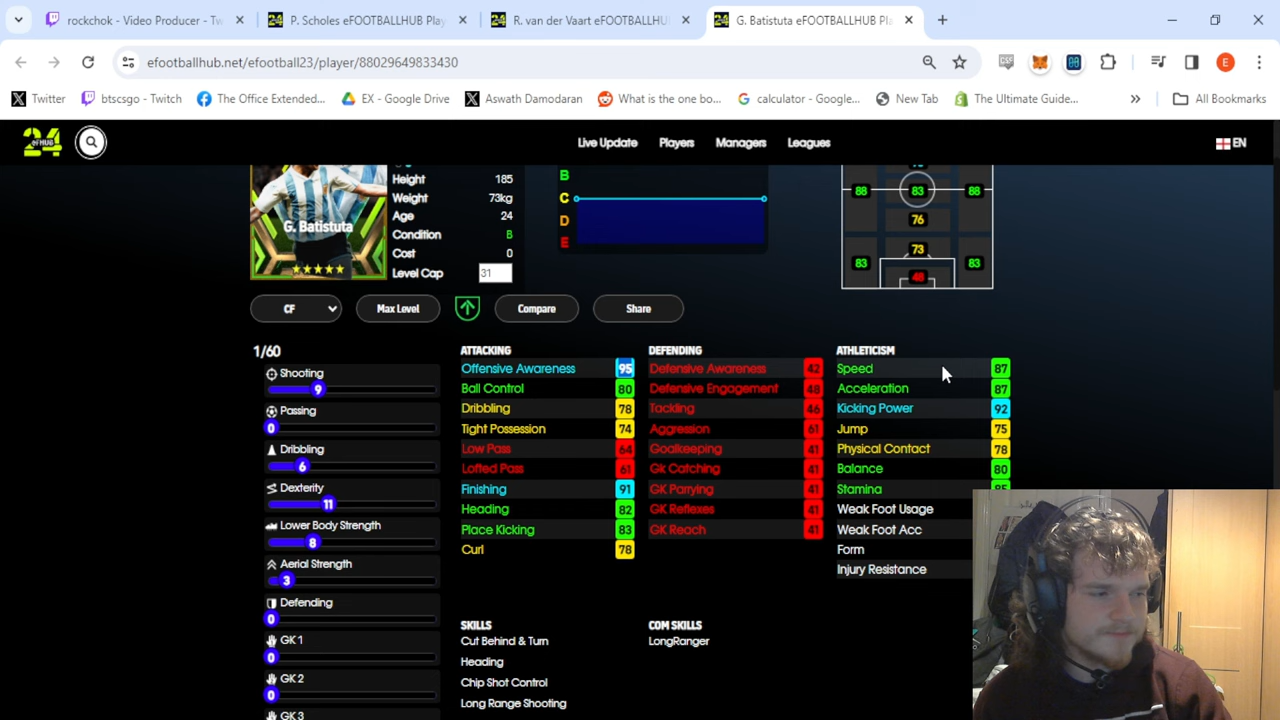 rockchok - Video Producer - Tw
P. Scholes eFOOTBALLHUB Play
R. van der Vaart eFOOTBALLHU
G. Batistuta eFOOTBALLHUB Pla
efootballhub.net/efootball23/player/88029649833430
E
Twitter
btscsgo - Twitch
The Office Extended...
EX - Google Drive
Aswath Damodaran
What is the one bo...
calculator - Google...
New Tab
The Ultimate Guide...
All Bookmarks
24
eFHUB
Live Update
Players
Managers
Leagues
EN
G. Batistuta
Height 185
Weight 73kg
Age 24
Condition B
Cost 0
Level Cap 31
B
C
D
E
88 83 88
76
73
83 83
48
CF
Max Level
Compare
Share
1/60
Shooting
9
Passing
0
Dribbling
6
Dexterity
11
Lower Body Strength
8
Aerial Strength
3
Defending
0
GK 1
0
GK 2
0
GK 3
ATTACKING
Offensive Awareness 95
Ball Control 80
Dribbling 78
Tight Possession 74
Low Pass 64
Lofted Pass 61
Finishing 91
Heading 82
Place Kicking 83
Curl 78
DEFENDING
Defensive Awareness 42
Defensive Engagement 48
Tackling 46
Aggression 61
Goalkeeping 41
Gk Catching 41
GK Parrying 41
GK Reflexes 41
GK Reach 41
ATHLETICISM
Speed 87
Acceleration 87
Kicking Power 92
Jump 75
Physical Contact 78
Balance 80
Stamina
Weak Foot Usage
Weak Foot Acc
Form
Injury Resistance
SKILLS
Cut Behind & Turn
Heading
Chip Shot Control
Long Range Shooting
COM SKILLS
LongRanger